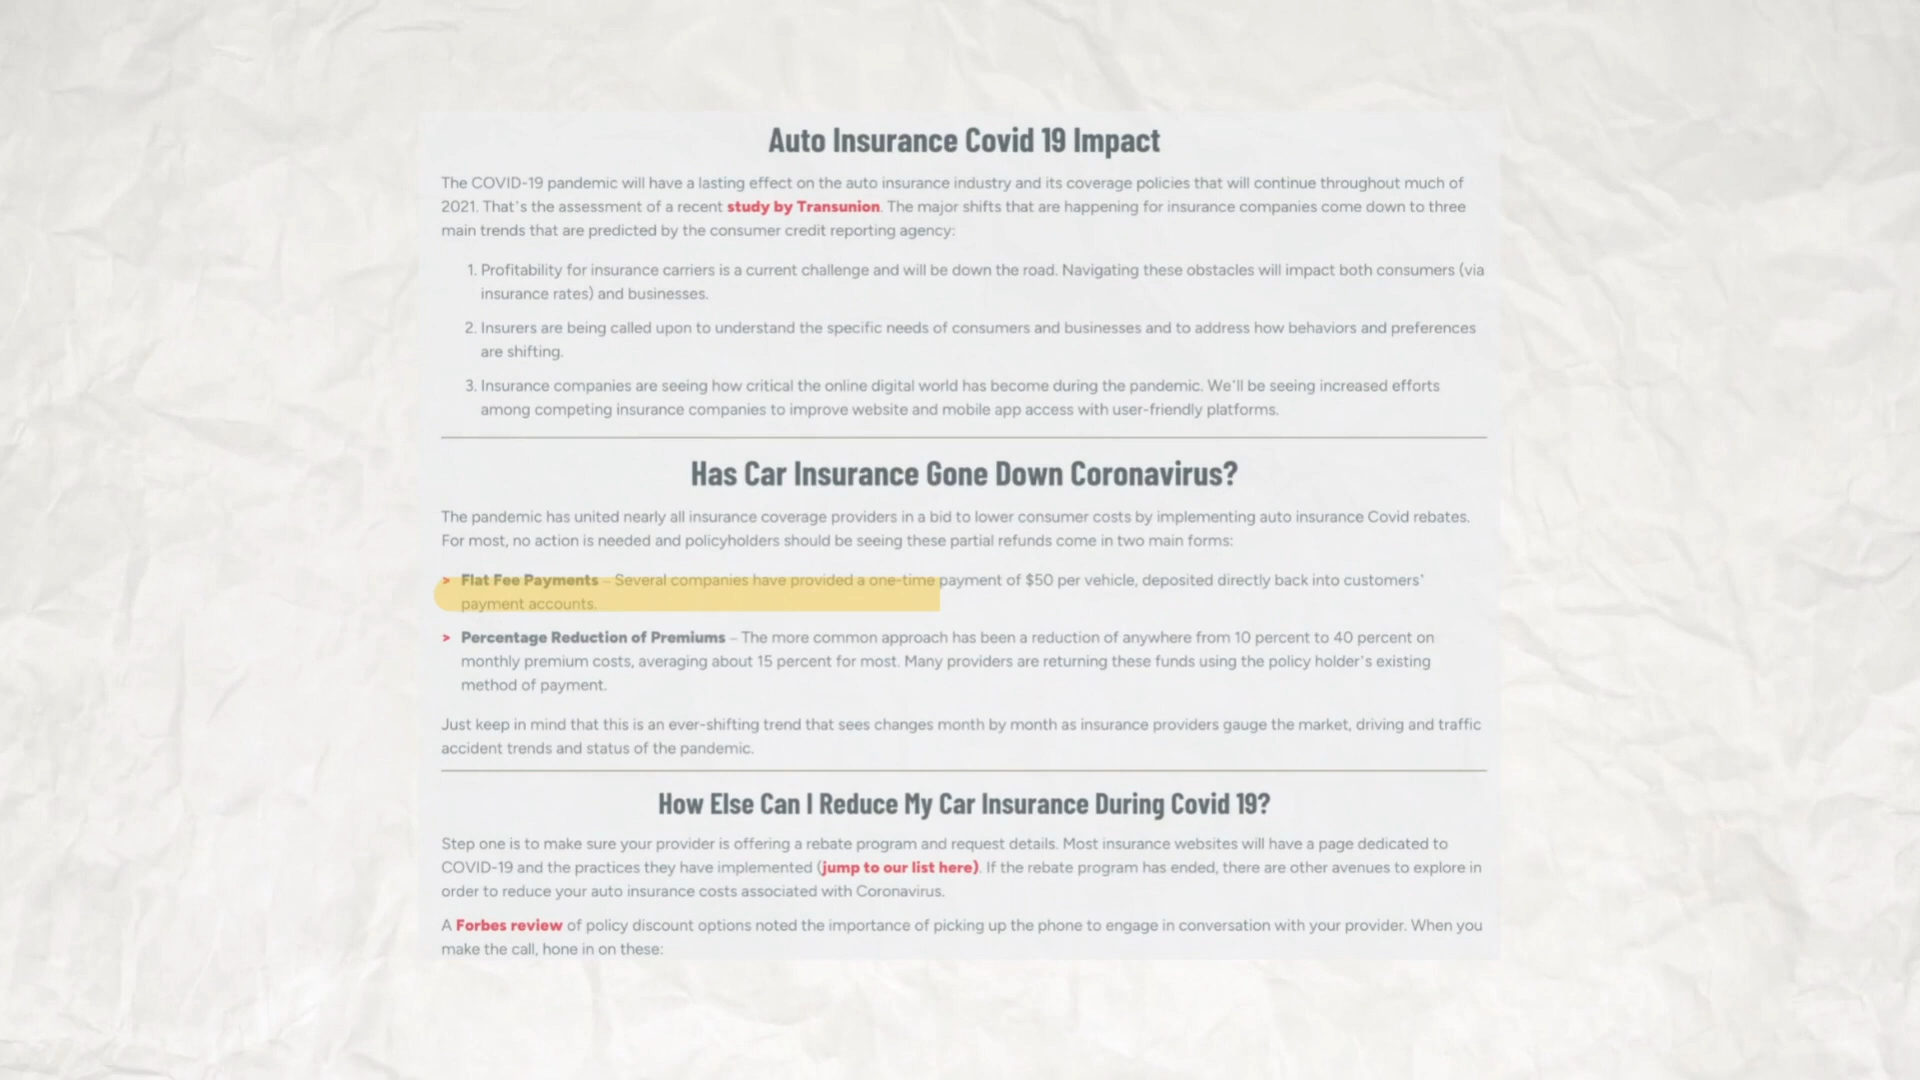 Auto Insurance Covid 19 Impact
The COVID-19 pandemic will have a lasting effect on the auto insurance industry and its coverage policies that will continue throughout much of
2021. That's the assessment of a recent study by Transunion. The major shifts that are happening for insurance companies come down to three
main trends that are predicted by the consumer credit reporting agency:
1. Profitability for insurance carriers is a current challenge and will be down the road. Navigating these obstacles will impact both consumers (via
insurance rates) and businesses.
2. Insurers are being called upon to understand the specific needs of consumers and businesses and to address how behaviors and preferences
are shifting.
3. Insurance companies are seeing how critical the online digital world has become during the pandemic. We'll be seeing increased efforts
among competing insurance companies to improve website and mobile app access with user-friendly platforms.
Has Car Insurance Gone Down Coronavirus?
The pandemic has united nearly all insurance coverage providers in a bid to lower consumer costs by implementing auto insurance Covid rebates.
For most, no action is needed and policyholders should be seeing these partial refunds come in two main forms:
> Flat Fee Payments – Several companies have provided a one-time payment of $50 per vehicle, deposited directly back into customers'
payment accounts.
> Percentage Reduction of Premiums – The more common approach has been a reduction of anywhere from 10 percent to 40 percent on
monthly premium costs, averaging about 15 percent for most. Many providers are returning these funds using the policy holder's existing
method of payment.
Just keep in mind that this is an ever-shifting trend that sees changes month by month as insurance providers gauge the market, driving and traffic
accident trends and status of the pandemic.
How Else Can I Reduce My Car Insurance During Covid 19?
Step one is to make sure your provider is offering a rebate program and request details. Most insurance websites will have a page dedicated to
COVID-19 and the practices they have implemented (jump to our list here). If the rebate program has ended, there are other avenues to explore in
order to reduce your auto insurance costs associated with Coronavirus.
A Forbes review of policy discount options noted the importance of picking up the phone to engage in conversation with your provider. When you
make the call, hone in on these: